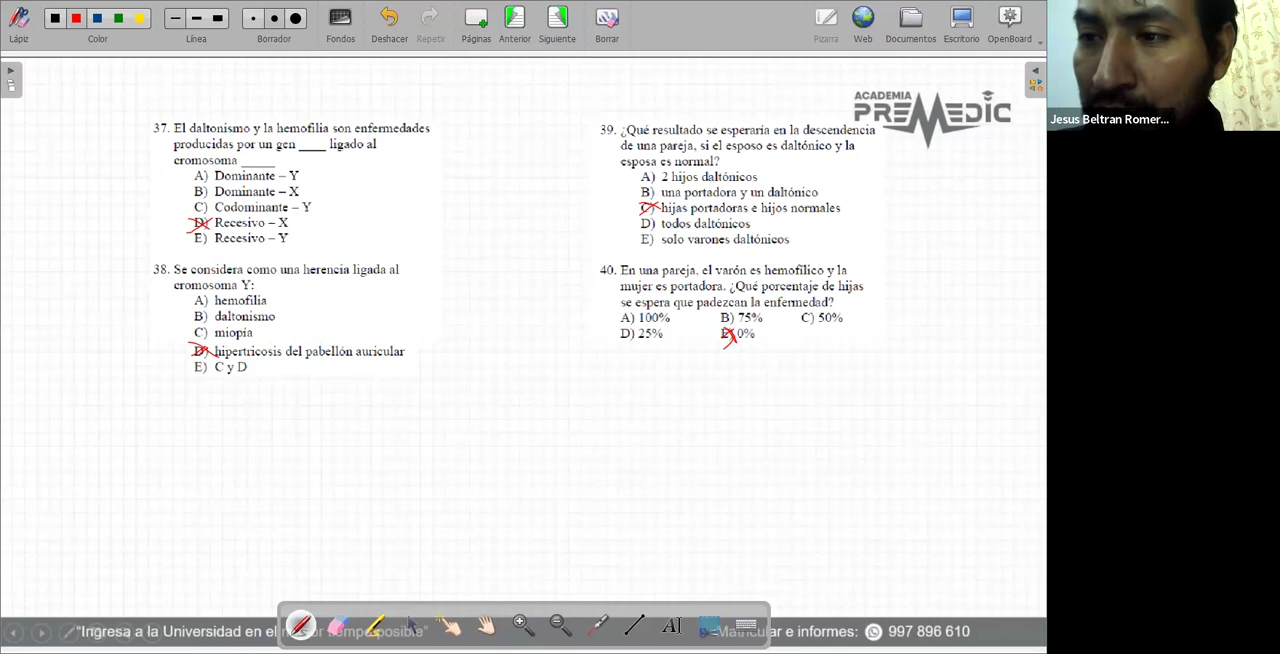 Lápiz
Color
Línea
Borrador
Fondos
Deshacer
Repetir
Páginas
Anterior
Siguiente
Borrar
Pizarra
Web
Documentos
Escritorio
OpenBoard
ACADEMIA
PREMEDIC
Jesus Beltran Romer...
37. El daltonismo y la hemofilia son enfermedades
producidas por un gen ____ ligado al
cromosoma _____
A) Dominante – Y
B) Dominante – X
C) Codominante – Y
D) Recesivo – X
E) Recesivo – Y
38. Se considera como una herencia ligada al
cromosoma Y:
A) hemofilia
B) daltonismo
C) miopía
D) hipertricosis del pabellón auricular
E) C y D
39. ¿Qué resultado se esperaría en la descendencia
de una pareja, si el esposo es daltónico y la
esposa es normal?
A) 2 hijos daltónicos
B) una portadora y un daltónico
C) hijas portadoras e hijos normales
D) todos daltónicos
E) solo varones daltónicos
40. En una pareja, el varón es hemofílico y la
mujer es portadora. ¿Qué porcentaje de hijas
se espera que padezcan la enfermedad?
A) 100% B) 75% C) 50%
D) 25% E) 0%
"Ingresa a la Universidad en el tiempo posible"
Matricular e informes: 997 896 610